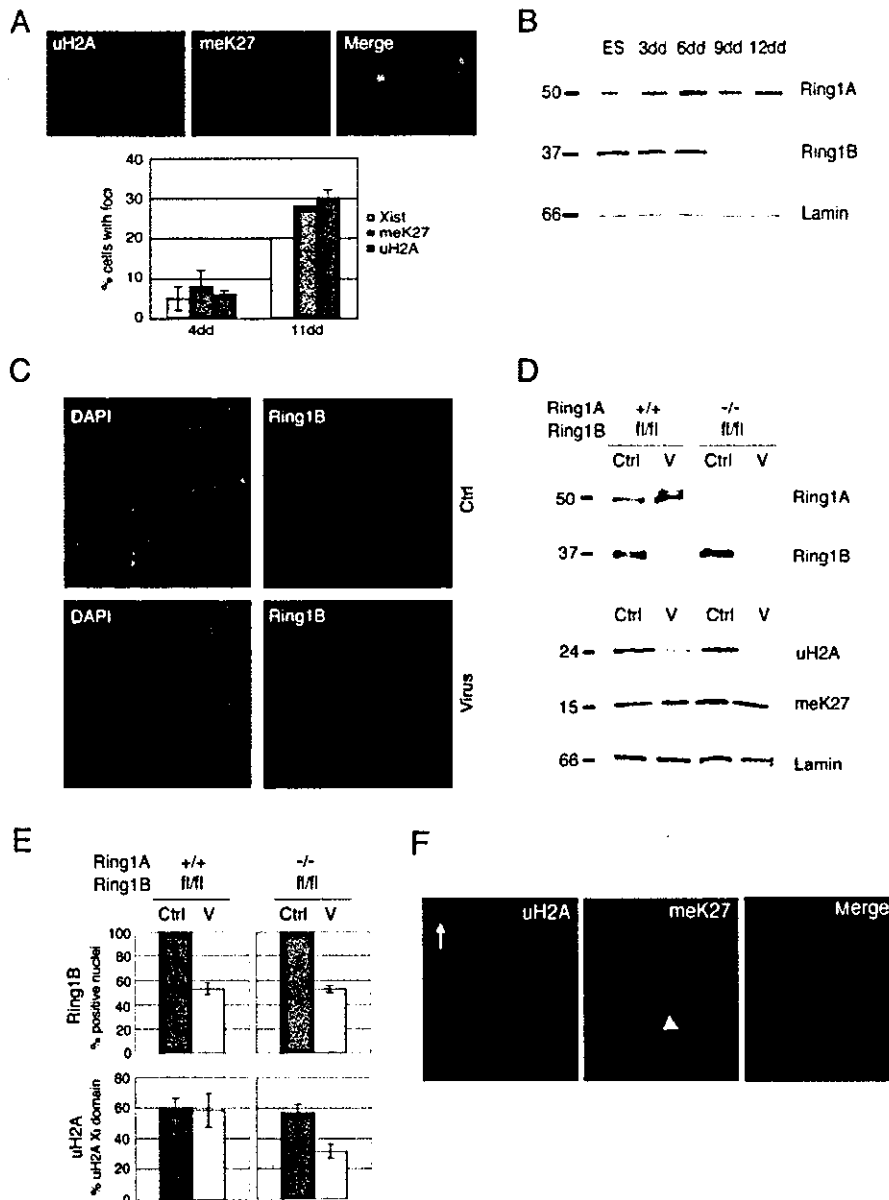 A
uH2A meK27 Merge
40
30
20
10
0
% cells with foci
Xist
meK27
uH2A
4dd 11dd
B
ES 3dd 6dd 9dd 12dd
50 Ring1A
37 Ring1B
66 Lamin
C
DAPI Ring1B
Ctrl
DAPI Ring1B
Virus
D
Ring1A +/+ -/-
Ring1B fl/fl fl/fl
Ctrl V Ctrl V
50 Ring1A
37 Ring1B
Ctrl V Ctrl V
24 uH2A
15 meK27
66 Lamin
E
Ring1A +/+ -/-
Ring1B fl/fl fl/fl
Ctrl V Ctrl V
100
80
60
40
20
0
Ring1B
% positive nuclei
80
60
40
20
0
uH2A
% uH2A Xi domain
F
uH2A meK27 Merge